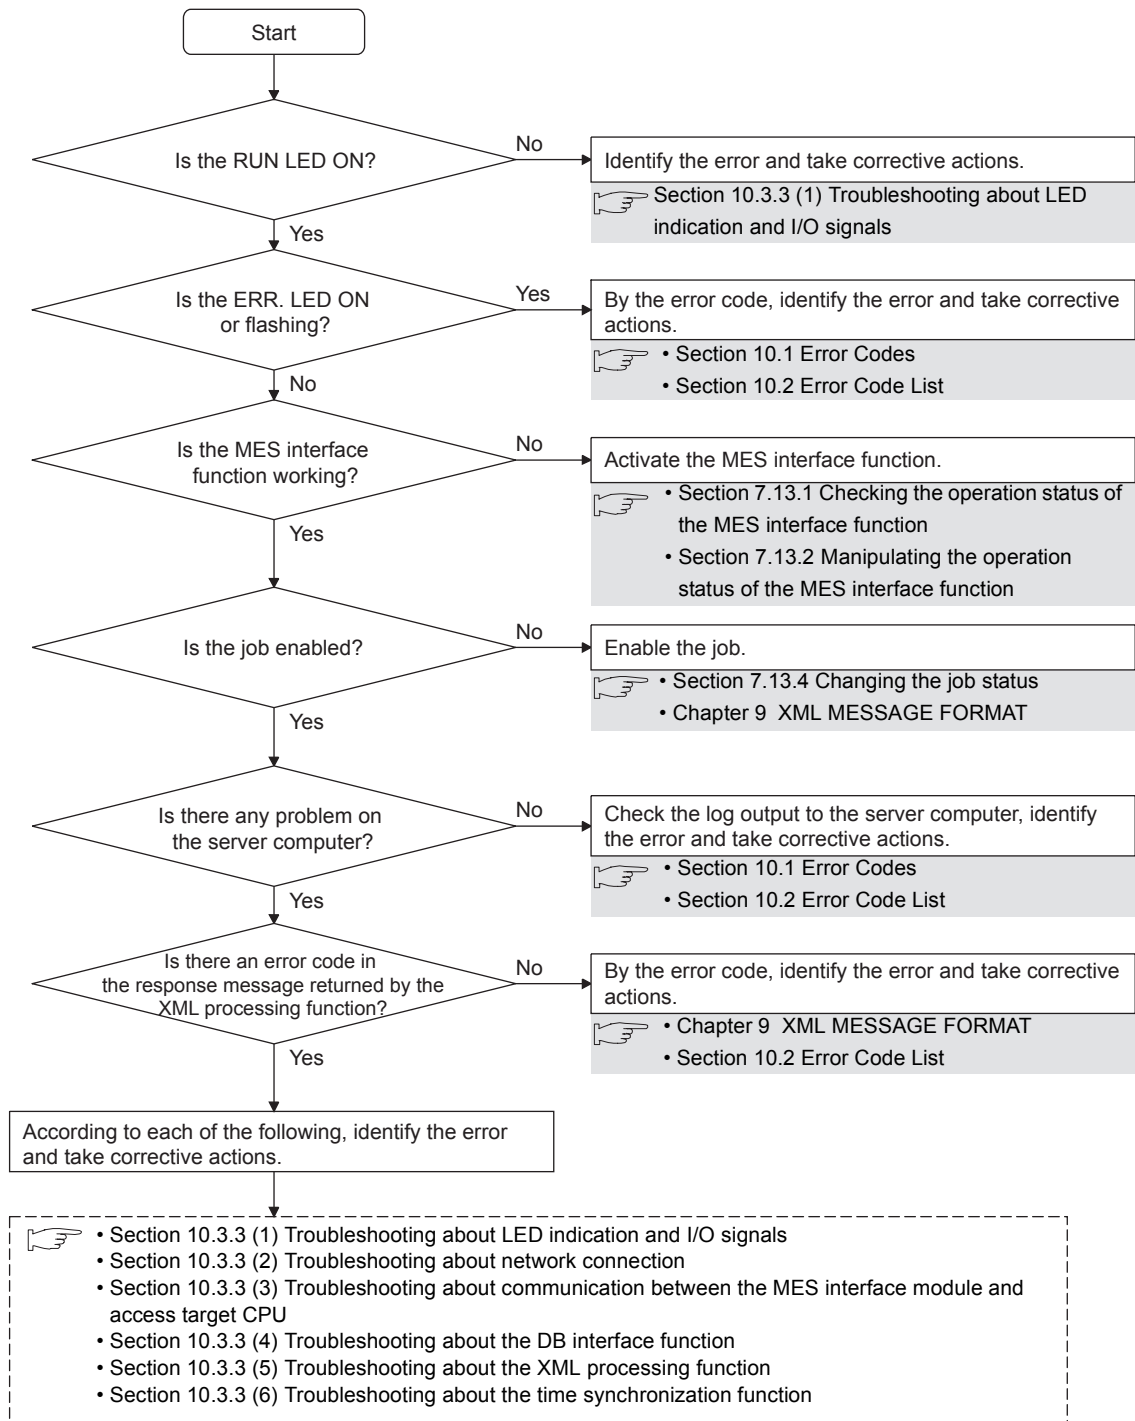 Start
Is the RUN LED ON?
No
Identify the error and take corrective actions.
Section 10.3.3 (1) Troubleshooting about LED
indication and I/O signals
Yes
Is the ERR. LED ON
or flashing?
Yes
By the error code, identify the error and take corrective
actions.
• Section 10.1 Error Codes
• Section 10.2 Error Code List
No
Is the MES interface
function working?
No
Activate the MES interface function.
• Section 7.13.1 Checking the operation status of
the MES interface function
• Section 7.13.2 Manipulating the operation
status of the MES interface function
Yes
Is the job enabled?
No
Enable the job.
• Section 7.13.4 Changing the job status
• Chapter 9 XML MESSAGE FORMAT
Yes
Is there any problem on
the server computer?
No
Check the log output to the server computer, identify
the error and take corrective actions.
• Section 10.1 Error Codes
• Section 10.2 Error Code List
Yes
Is there an error code in
the response message returned by the
XML processing function?
No
By the error code, identify the error and take corrective
actions.
• Chapter 9 XML MESSAGE FORMAT
• Section 10.2 Error Code List
Yes
According to each of the following, identify the error
and take corrective actions.
• Section 10.3.3 (1) Troubleshooting about LED indication and I/O signals
• Section 10.3.3 (2) Troubleshooting about network connection
• Section 10.3.3 (3) Troubleshooting about communication between the MES interface module and
access target CPU
• Section 10.3.3 (4) Troubleshooting about the DB interface function
• Section 10.3.3 (5) Troubleshooting about the XML processing function
• Section 10.3.3 (6) Troubleshooting about the time synchronization function